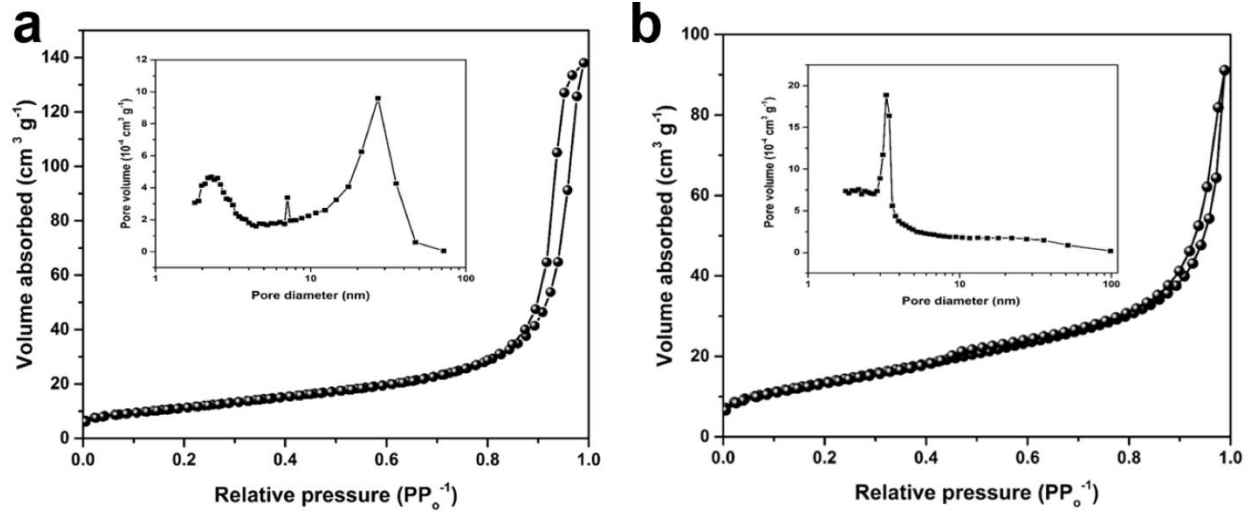 a
Volume absorbed (cm³ g⁻¹)
140
120
100
80
60
40
20
0
0.0 0.2 0.4 0.6 0.8 1.0
Relative pressure (PPₒ⁻¹)
Pore volume (10⁻⁴ cm³ g⁻¹)
12
10
8
6
4
2
0
1 10 100
Pore diameter (nm)
b
Volume absorbed (cm³ g⁻¹)
100
80
60
40
20
0
0.0 0.2 0.4 0.6 0.8 1.0
Relative pressure (PPₒ⁻¹)
Pore volume (10⁻⁴ cm³ g⁻¹)
20
15
10
5
0
1 10 100
Pore diameter (nm)